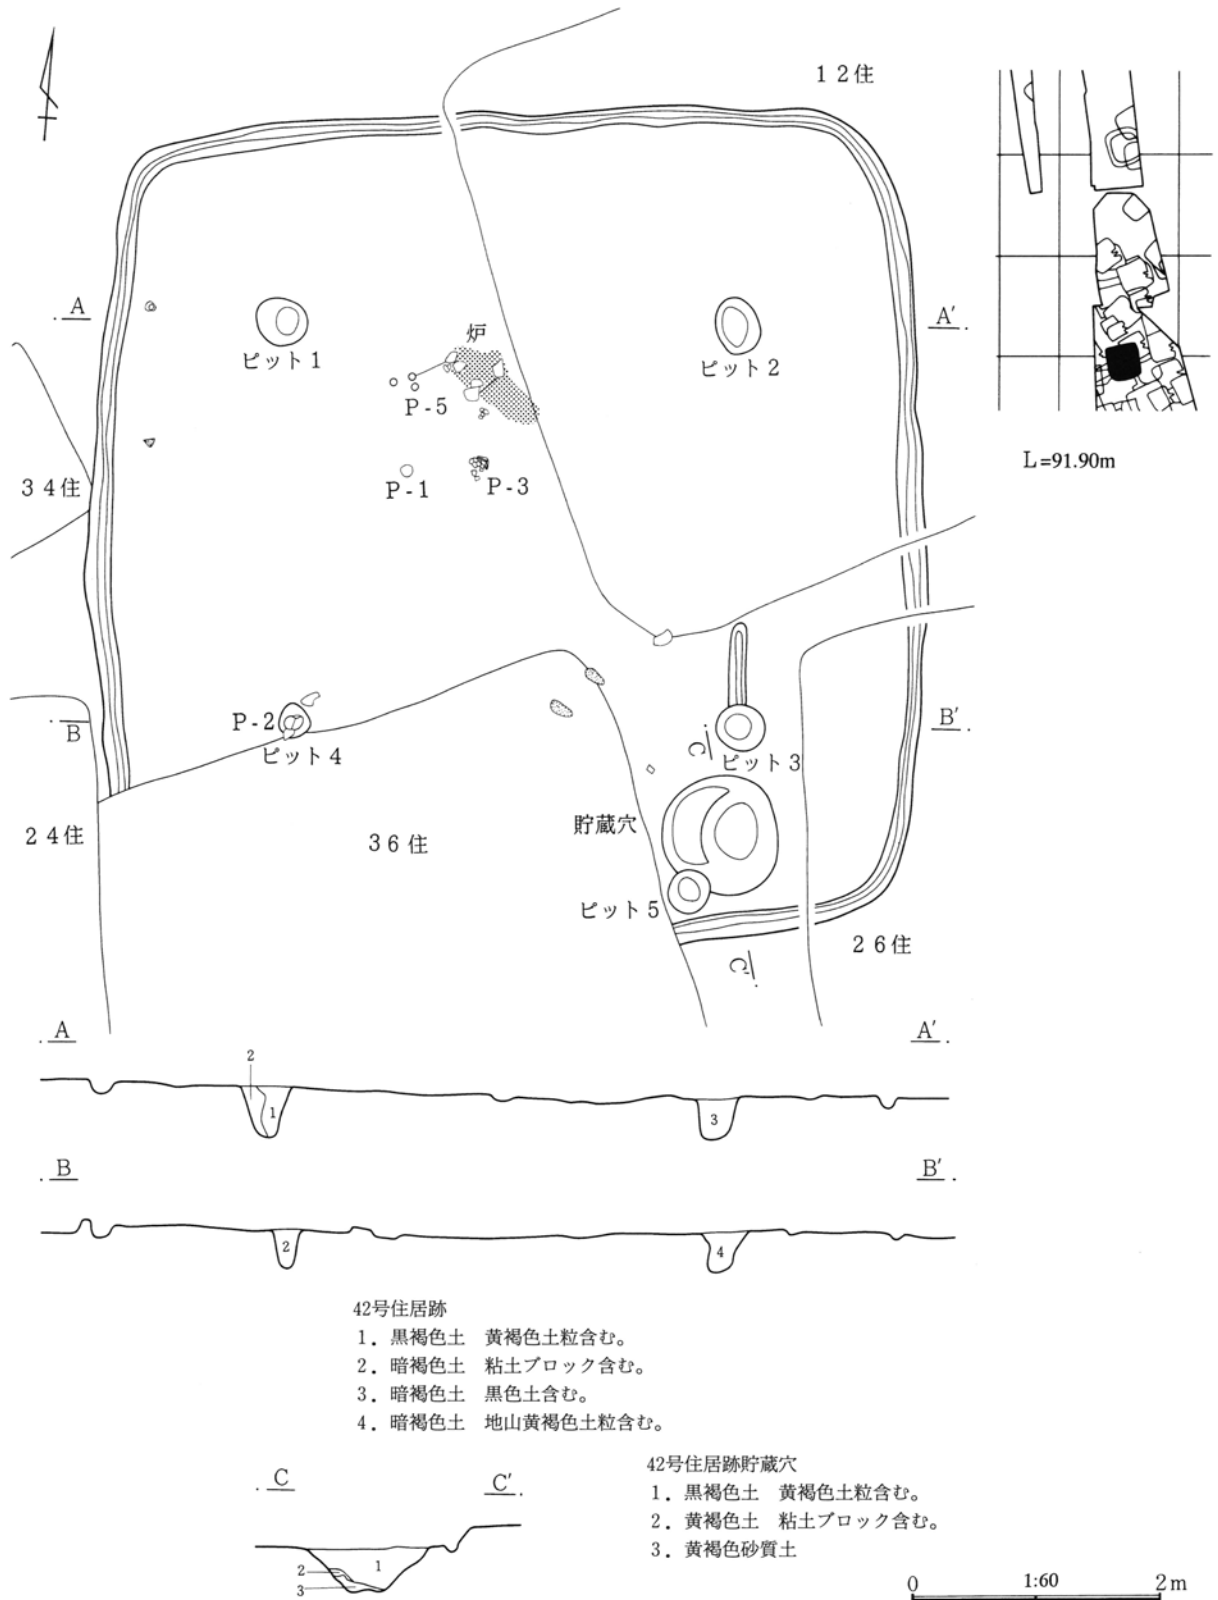 12住
A
A′
炉
ピット1
ピット2
P-5
L=91.90m
34住
P-1
P-3
P-2
B
B′
ピット4
C
ピット3
貯蔵穴
24住
36住
ピット5
26住
C′
A
A′
2
1
3
B
B′
2
4
42号住居跡
1．黒褐色土　黄褐色土粒含む。
2．暗褐色土　粘土ブロック含む。
3．暗褐色土　黒色土含む。
4．暗褐色土　地山黄褐色土粒含む。
C
C′
42号住居跡貯蔵穴
1．黒褐色土　黄褐色土粒含む。
2．黄褐色土　粘土ブロック含む。
3．黄褐色砂質土
1
2
3
0 1:60 2m